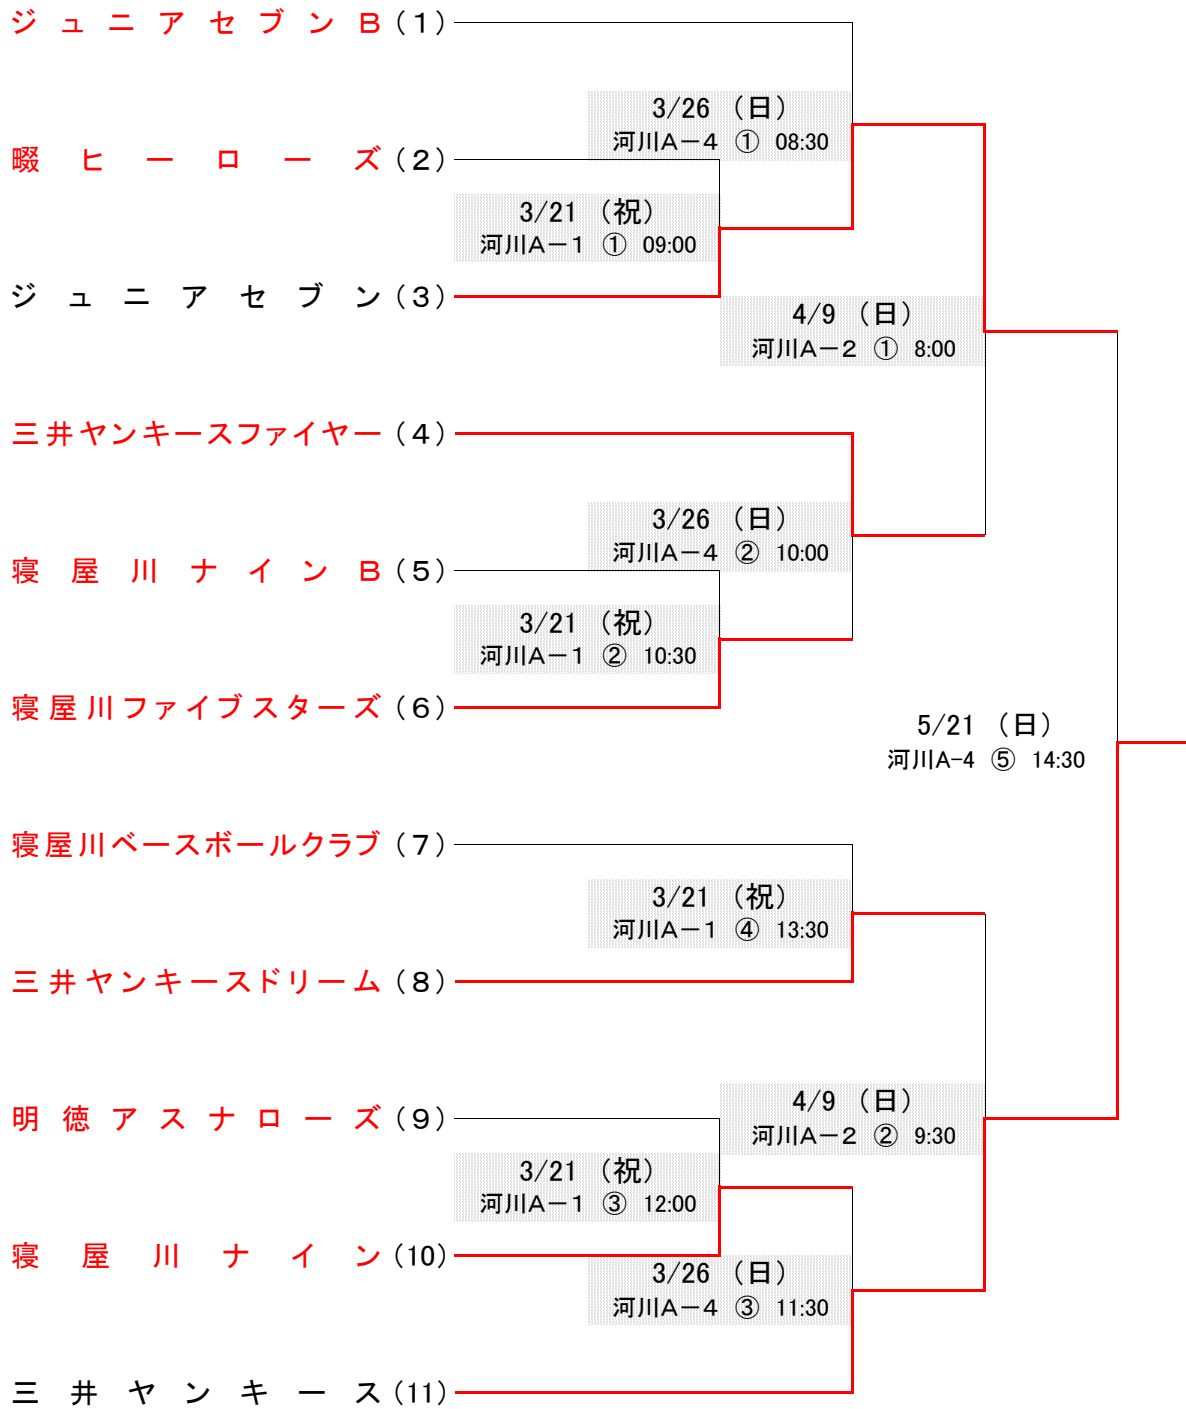 ジュニアセブンB(1)
3/26 (日)
河川A－4 ① 08:30
畷ヒーローズ(2)
3/21 (祝)
河川A－1 ① 09:00
ジュニアセブン(3)
4/9 (日)
河川A－2 ① 8:00
三井ヤンキースファイヤー(4)
3/26 (日)
河川A－4 ② 10:00
寝屋川ナインB(5)
3/21 (祝)
河川A－1 ② 10:30
寝屋川ファイブスターズ(6)
5/21 (日)
河川A-4 ⑤ 14:30
寝屋川ベースボールクラブ(7)
3/21 (祝)
河川A－1 ④ 13:30
三井ヤンキースドリーム(8)
4/9 (日)
河川A－2 ② 9:30
明徳アスナローズ(9)
3/21 (祝)
河川A－1 ③ 12:00
寝屋川ナイン(10)
3/26 (日)
河川A－4 ③ 11:30
三井ヤンキース(11)